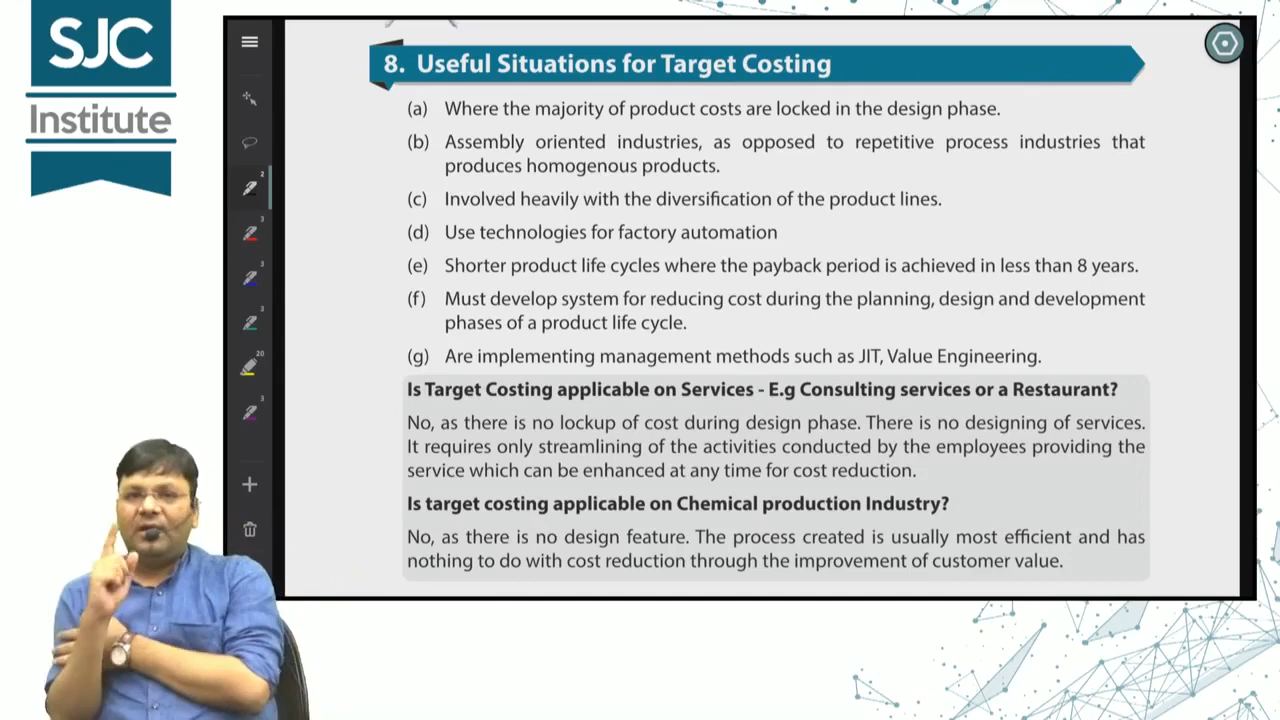 SJC
Institute
8. Useful Situations for Target Costing
(a) Where the majority of product costs are locked in the design phase.
(b) Assembly oriented industries, as opposed to repetitive process industries that
produces homogenous products.
(c) Involved heavily with the diversification of the product lines.
(d) Use technologies for factory automation
(e) Shorter product life cycles where the payback period is achieved in less than 8 years.
(f) Must develop system for reducing cost during the planning, design and development
phases of a product life cycle.
(g) Are implementing management methods such as JIT, Value Engineering.
Is Target Costing applicable on Services - E.g Consulting services or a Restaurant?
No, as there is no lockup of cost during design phase. There is no designing of services.
It requires only streamlining of the activities conducted by the employees providing the
service which can be enhanced at any time for cost reduction.
Is target costing applicable on Chemical production Industry?
No, as there is no design feature. The process created is usually most efficient and has
nothing to do with cost reduction through the improvement of customer value.
2
3
3
3
20
3